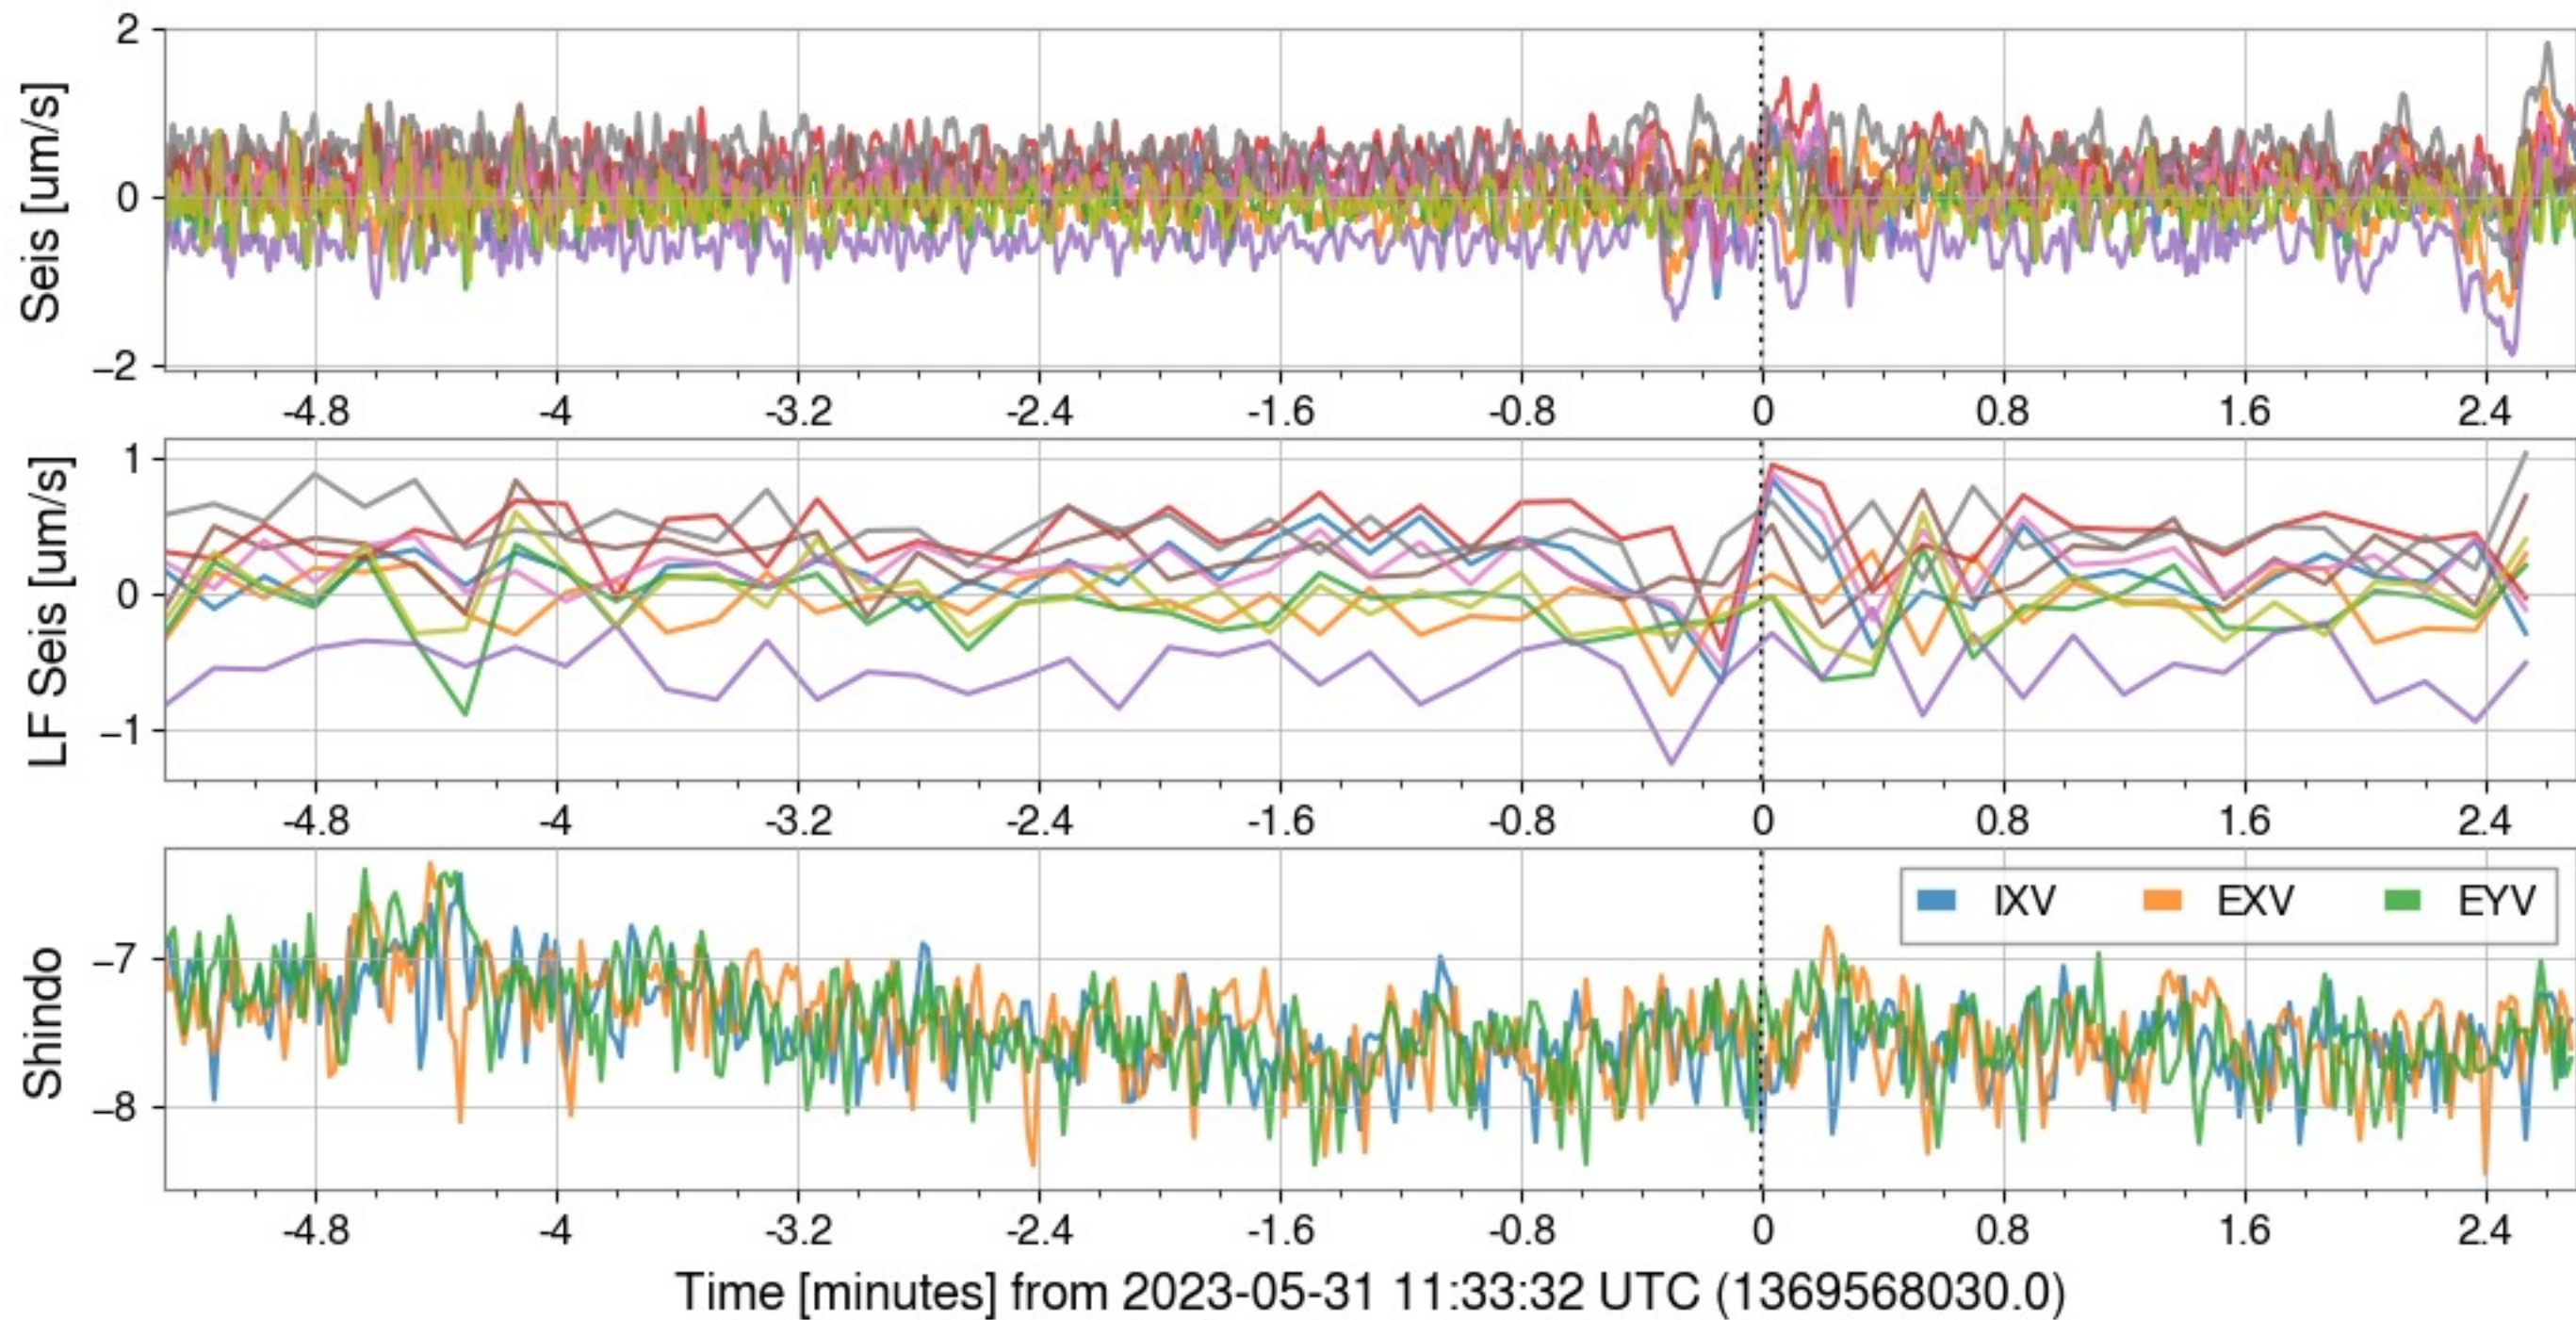 Seis [um/s]
2
0
−2
-4.8 -4 -3.2 -2.4 -1.6 -0.8 0 0.8 1.6 2.4
LF Seis [um/s]
1
0
−1
-4.8 -4 -3.2 -2.4 -1.6 -0.8 0 0.8 1.6 2.4
Shindo
IXV EXV EYV
−7
−8
-4.8 -4 -3.2 -2.4 -1.6 -0.8 0 0.8 1.6 2.4
Time [minutes] from 2023-05-31 11:33:32 UTC (1369568030.0)